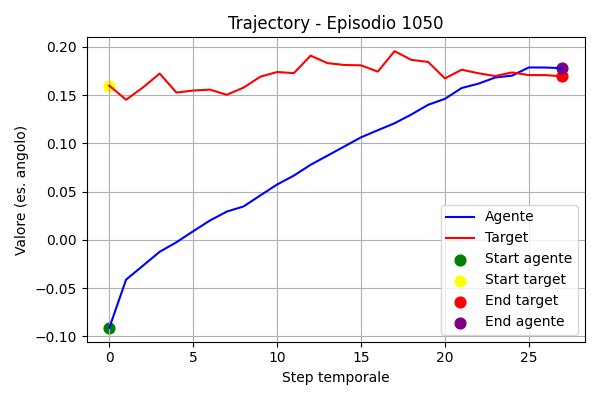 Trajectory - Episodio 1050
Valore (es. angolo)
0.20
0.15
0.10
0.05
0.00
−0.05
−0.10
0
5
10
15
20
25
Step temporale
Agente
Target
Start agente
Start target
End target
End agente